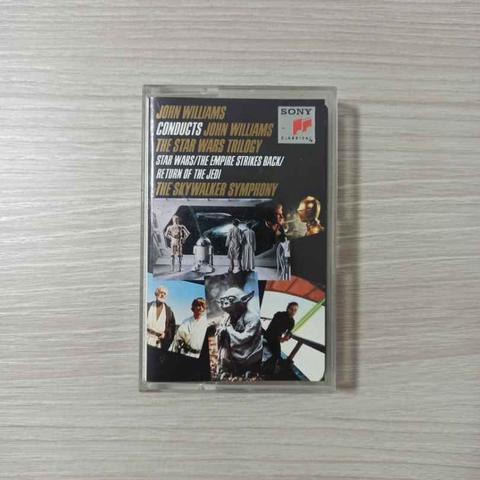 JOHN WILLIAMS
CONDUCTS JOHN WILLIAMS
THE STAR WARS TRILOGY
STAR WARS/THE EMPIRE STRIKES BACK/
RETURN OF THE JEDI
THE SKYWALKER SYMPHONY
SONY
CLASSICAL